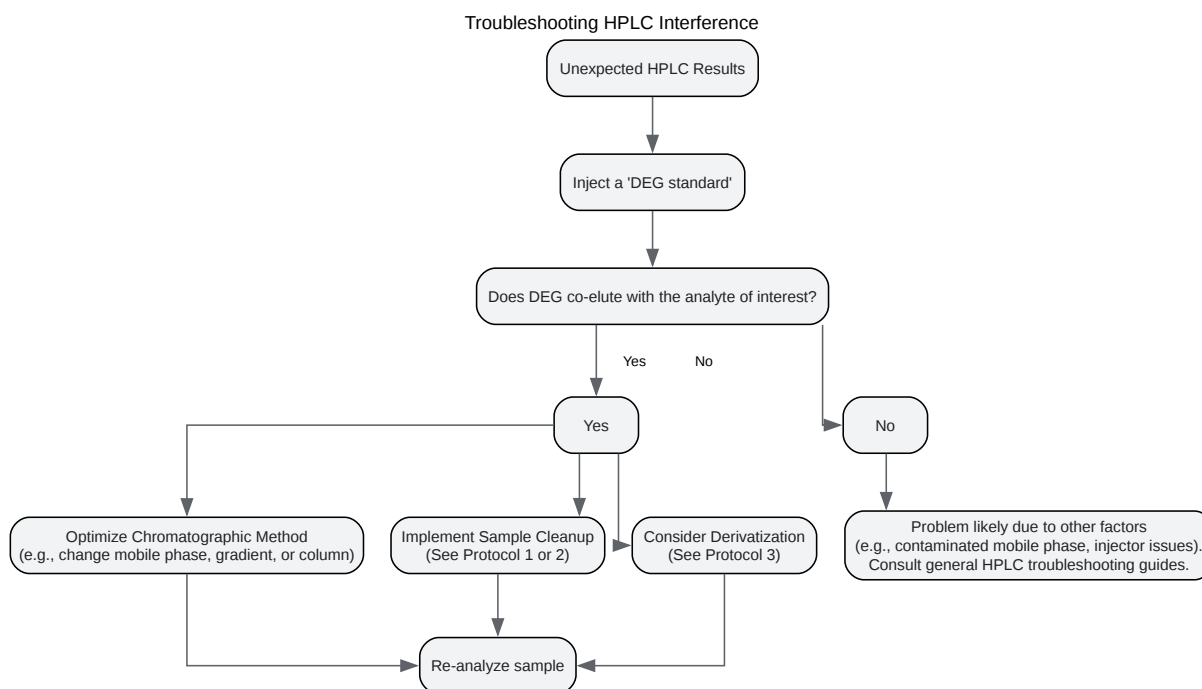 Troubleshooting HPLC Interference
Unexpected HPLC Results
Inject a 'DEG standard'
Does DEG co-elute with the analyte of interest?
Yes
No
Yes
No
Optimize Chromatographic Method
(e.g., change mobile phase, gradient, or column)
Implement Sample Cleanup
(See Protocol 1 or 2)
Consider Derivatization
(See Protocol 3)
Problem likely due to other factors
(e.g., contaminated mobile phase, injector issues).
Consult general HPLC troubleshooting guides.
Re-analyze sample